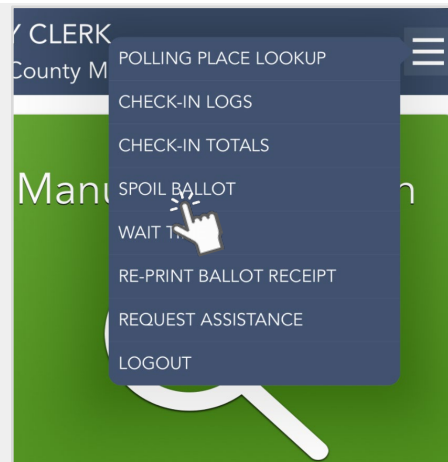 Y CLERK
County M
POLLING PLACE LOOKUP
CHECK-IN LOGS
CHECK-IN TOTALS
Manu
SPOIL BALLOT
n
WAIT
RE-PRINT BALLOT RECEIPT
REQUEST ASSISTANCE
LOGOUT